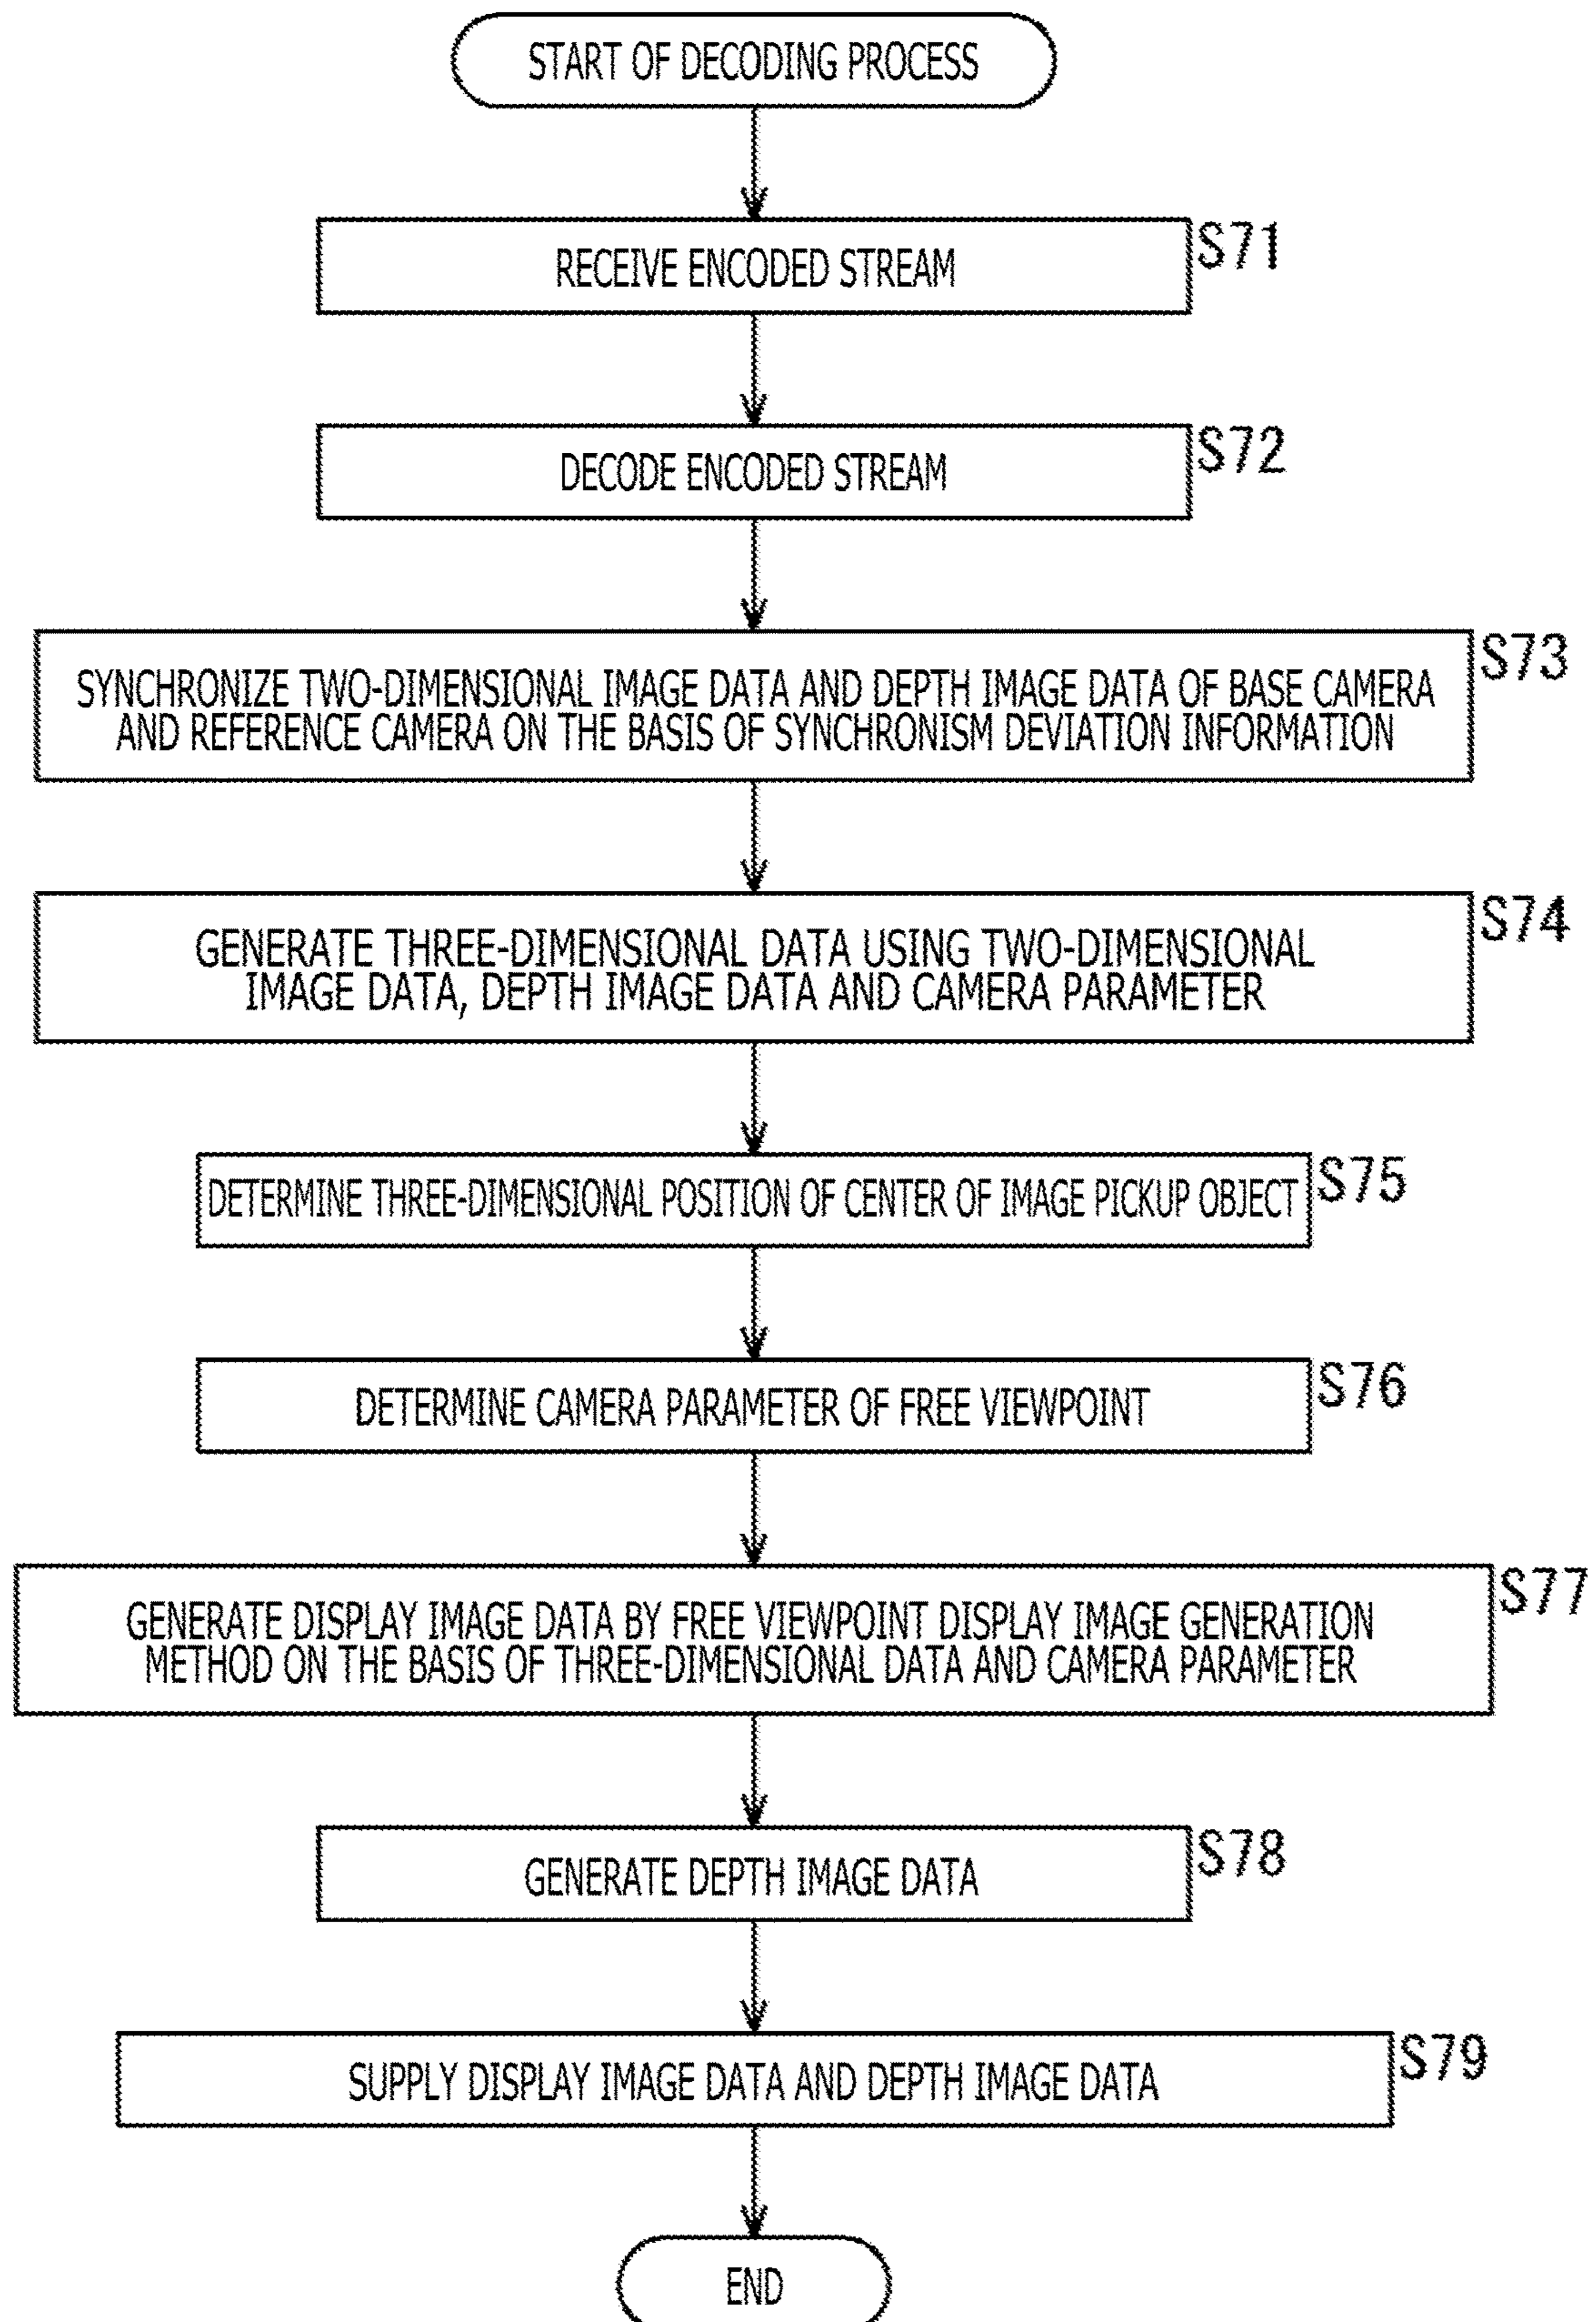 START OF DECODING PROCESS
RECEIVE ENCODED STREAM
S71
DECODE ENCODED STREAM
S72
SYNCHRONIZE TWO-DIMENSIONAL IMAGE DATA AND DEPTH IMAGE DATA OF BASE CAMERA
AND REFERENCE CAMERA ON THE BASIS OF SYNCHRONISM DEVIATION INFORMATION
S73
GENERATE THREE-DIMENSIONAL DATA USING TWO-DIMENSIONAL
IMAGE DATA, DEPTH IMAGE DATA AND CAMERA PARAMETER
S74
DETERMINE THREE-DIMENSIONAL POSITION OF CENTER OF IMAGE PICKUP OBJECT
S75
DETERMINE CAMERA PARAMETER OF FREE VIEWPOINT
S76
GENERATE DISPLAY IMAGE DATA BY FREE VIEWPOINT DISPLAY IMAGE GENERATION
METHOD ON THE BASIS OF THREE-DIMENSIONAL DATA AND CAMERA PARAMETER
S77
GENERATE DEPTH IMAGE DATA
S78
SUPPLY DISPLAY IMAGE DATA AND DEPTH IMAGE DATA
S79
END